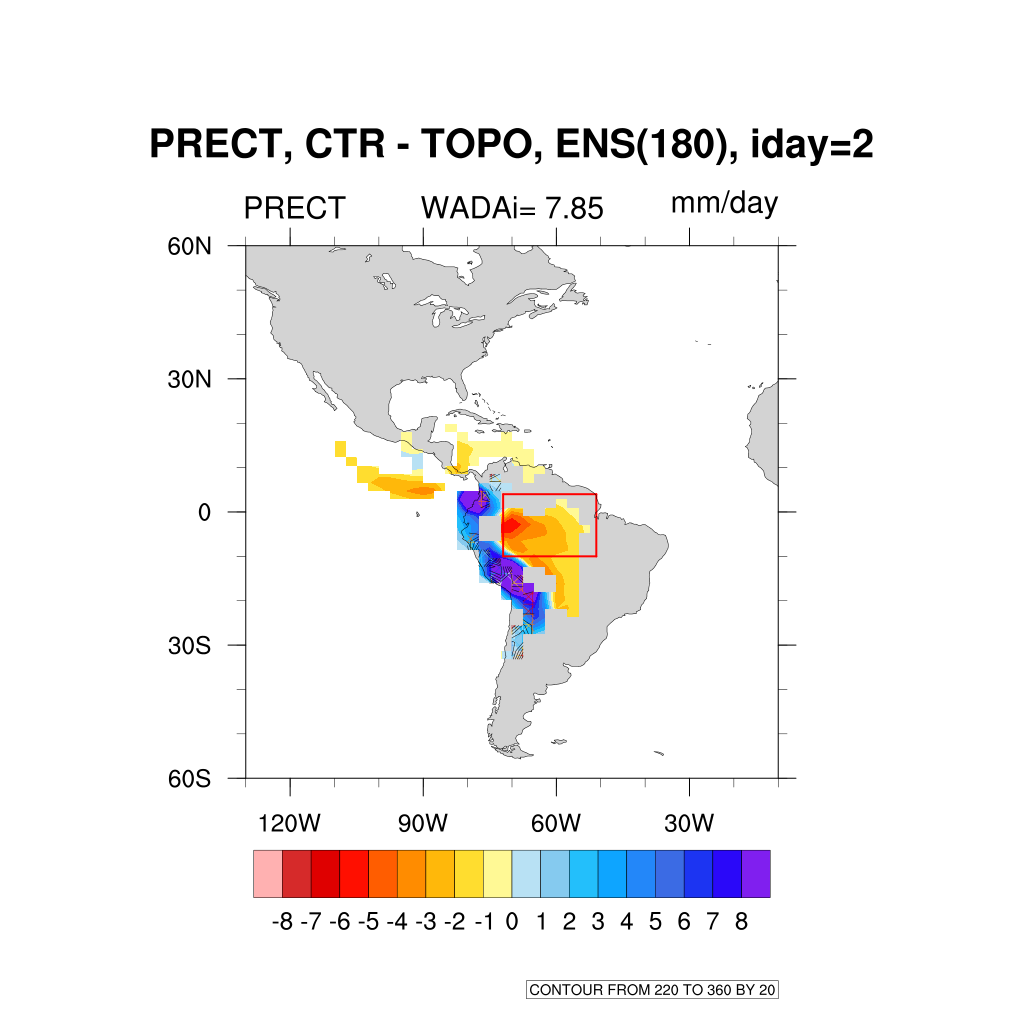 PRECT, CTR - TOPO, ENS(180), iday=2
PRECT WADAi= 7.85 mm/day
60N
30N
0
30S
60S
120W 90W 60W 30W
-8 -7 -6 -5 -4 -3 -2 -1 0 1 2 3 4 5 6 7 8
CONTOUR FROM 220 TO 360 BY 20